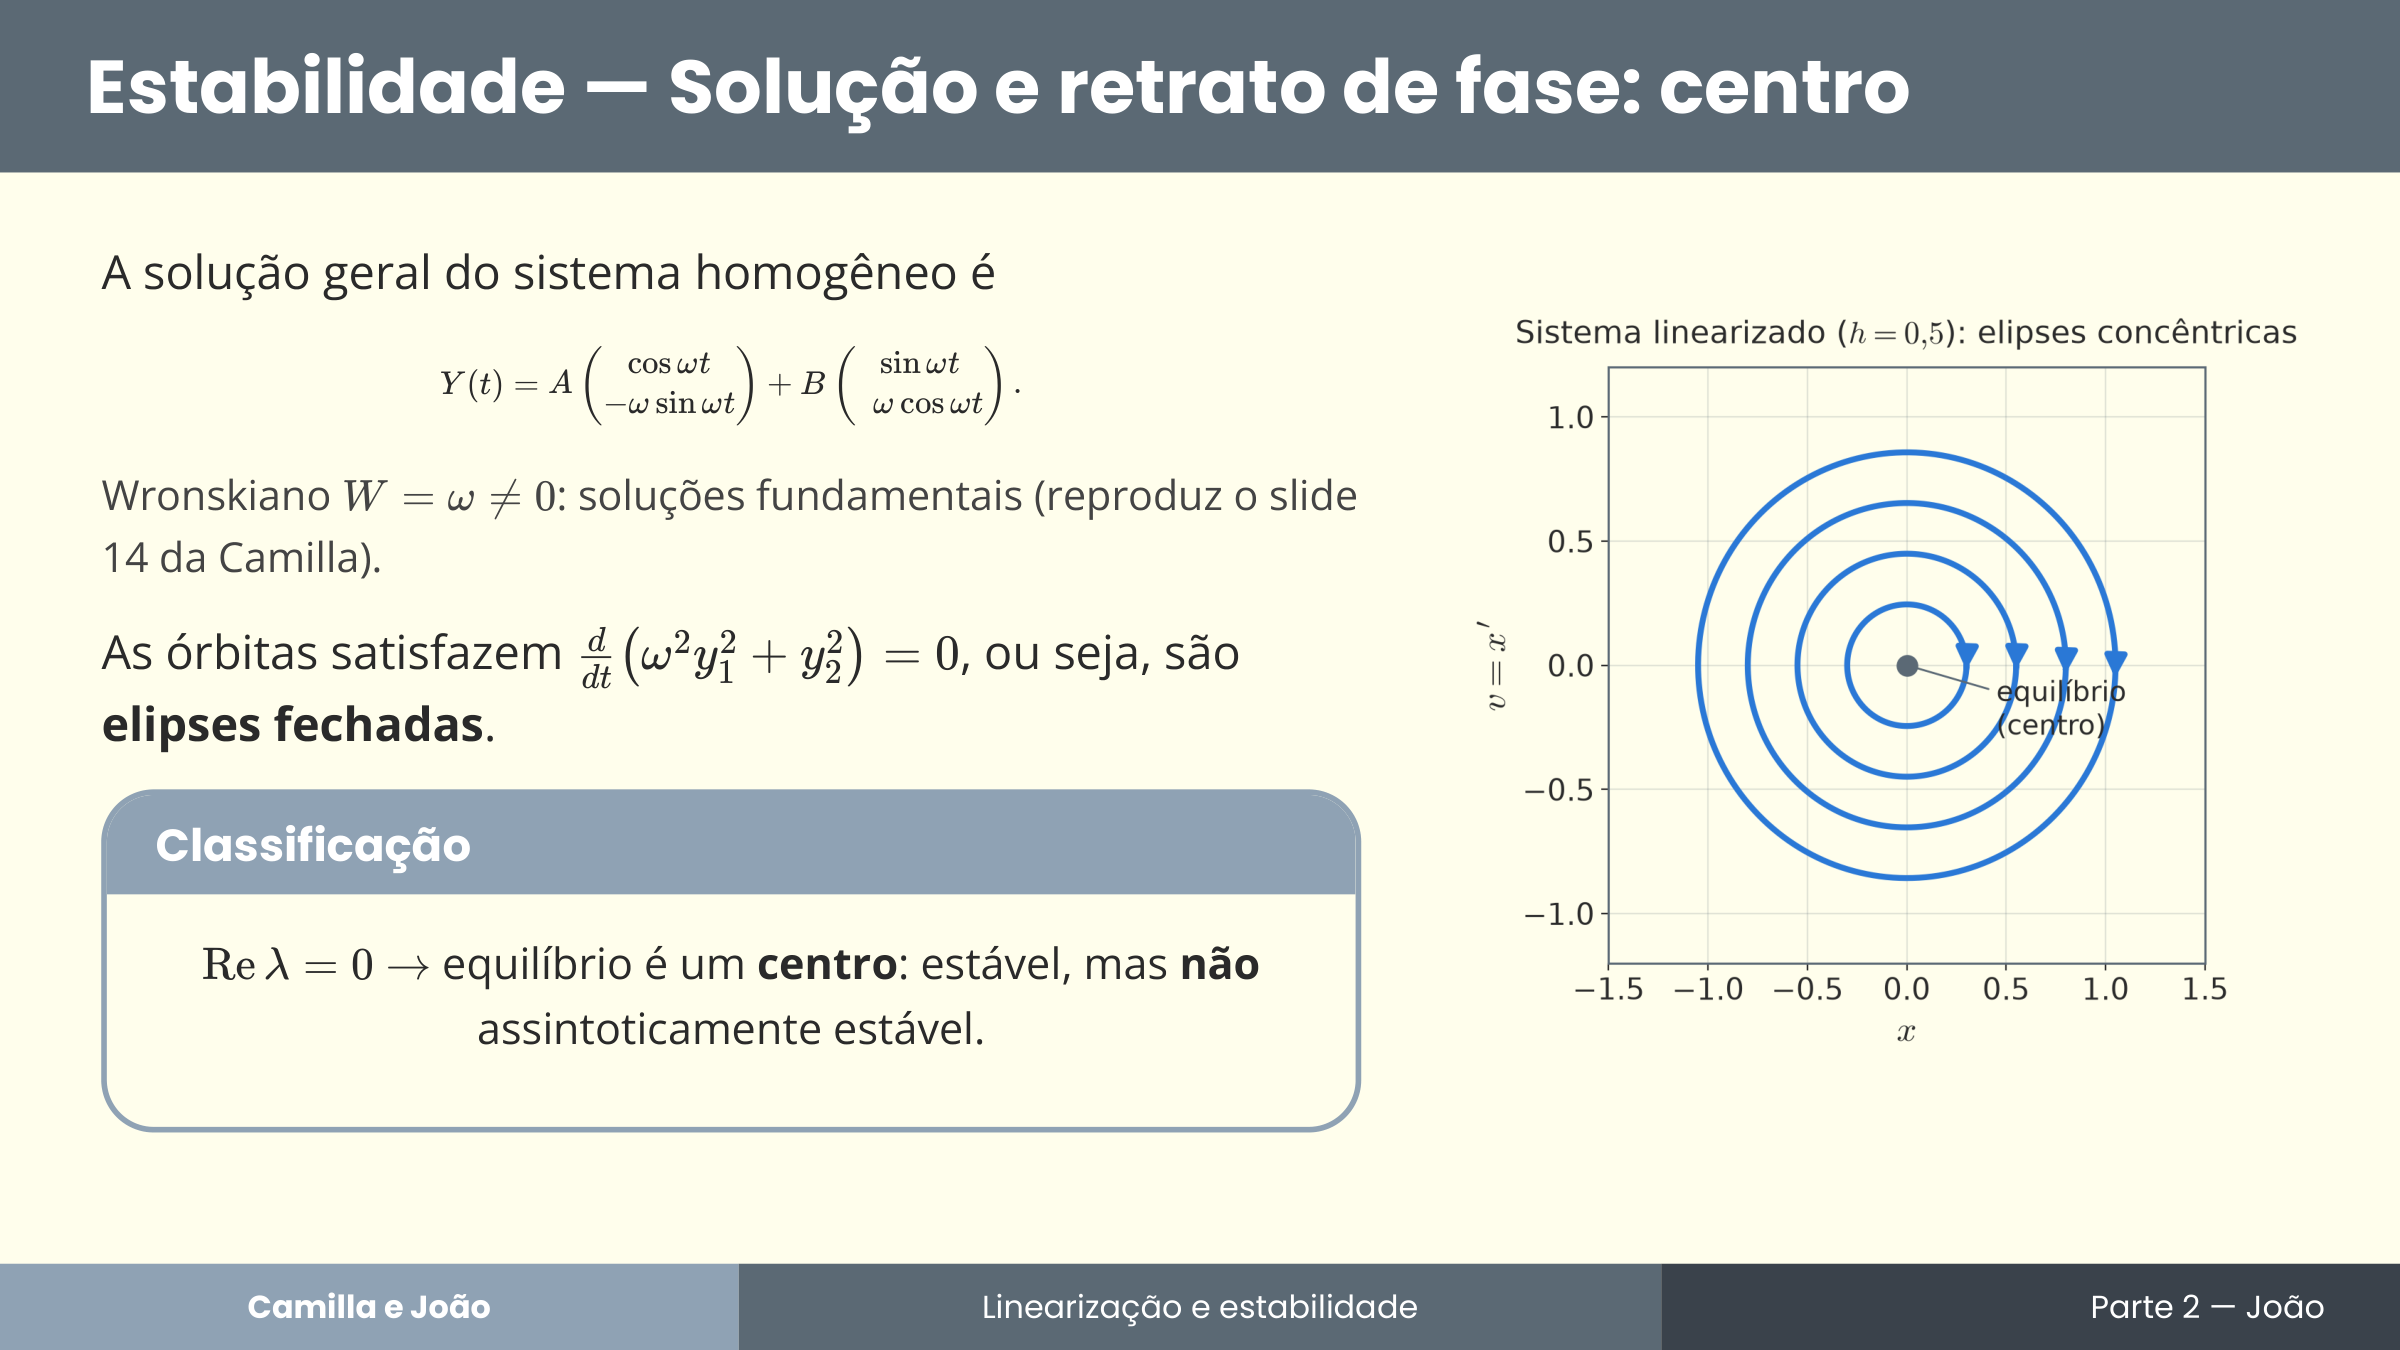 Estabilidade — Solução e retrato de fase: centro
A solução geral do sistema homogêneo é
Y(t) = A ( cos ωt −ω sin ωt ) + B ( sin ωt ω cos ωt ) .
Wronskiano W = ω ≠ 0: soluções fundamentais (reproduz o slide
14 da Camilla).
As órbitas satisfazem d/dt (ω²y₁² + y₂²) = 0, ou seja, são
elipses fechadas.
Classificação
Re λ = 0 → equilíbrio é um centro: estável, mas não
assintoticamente estável.
Sistema linearizado (h = 0,5): elipses concêntricas
1.0
0.5
0.0
−0.5
−1.0
v = x′
equilíbrio
(centro)
−1.5 −1.0 −0.5 0.0 0.5 1.0 1.5
x
Camilla e João
Linearização e estabilidade
Parte 2 — João